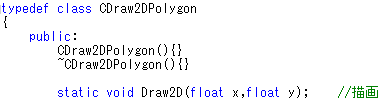 typedef class CDraw2DPolygon
{
public:
CDraw2DPolygon(){}
~CDraw2DPolygon(){}
static void Draw2D(float x,float y); //描画